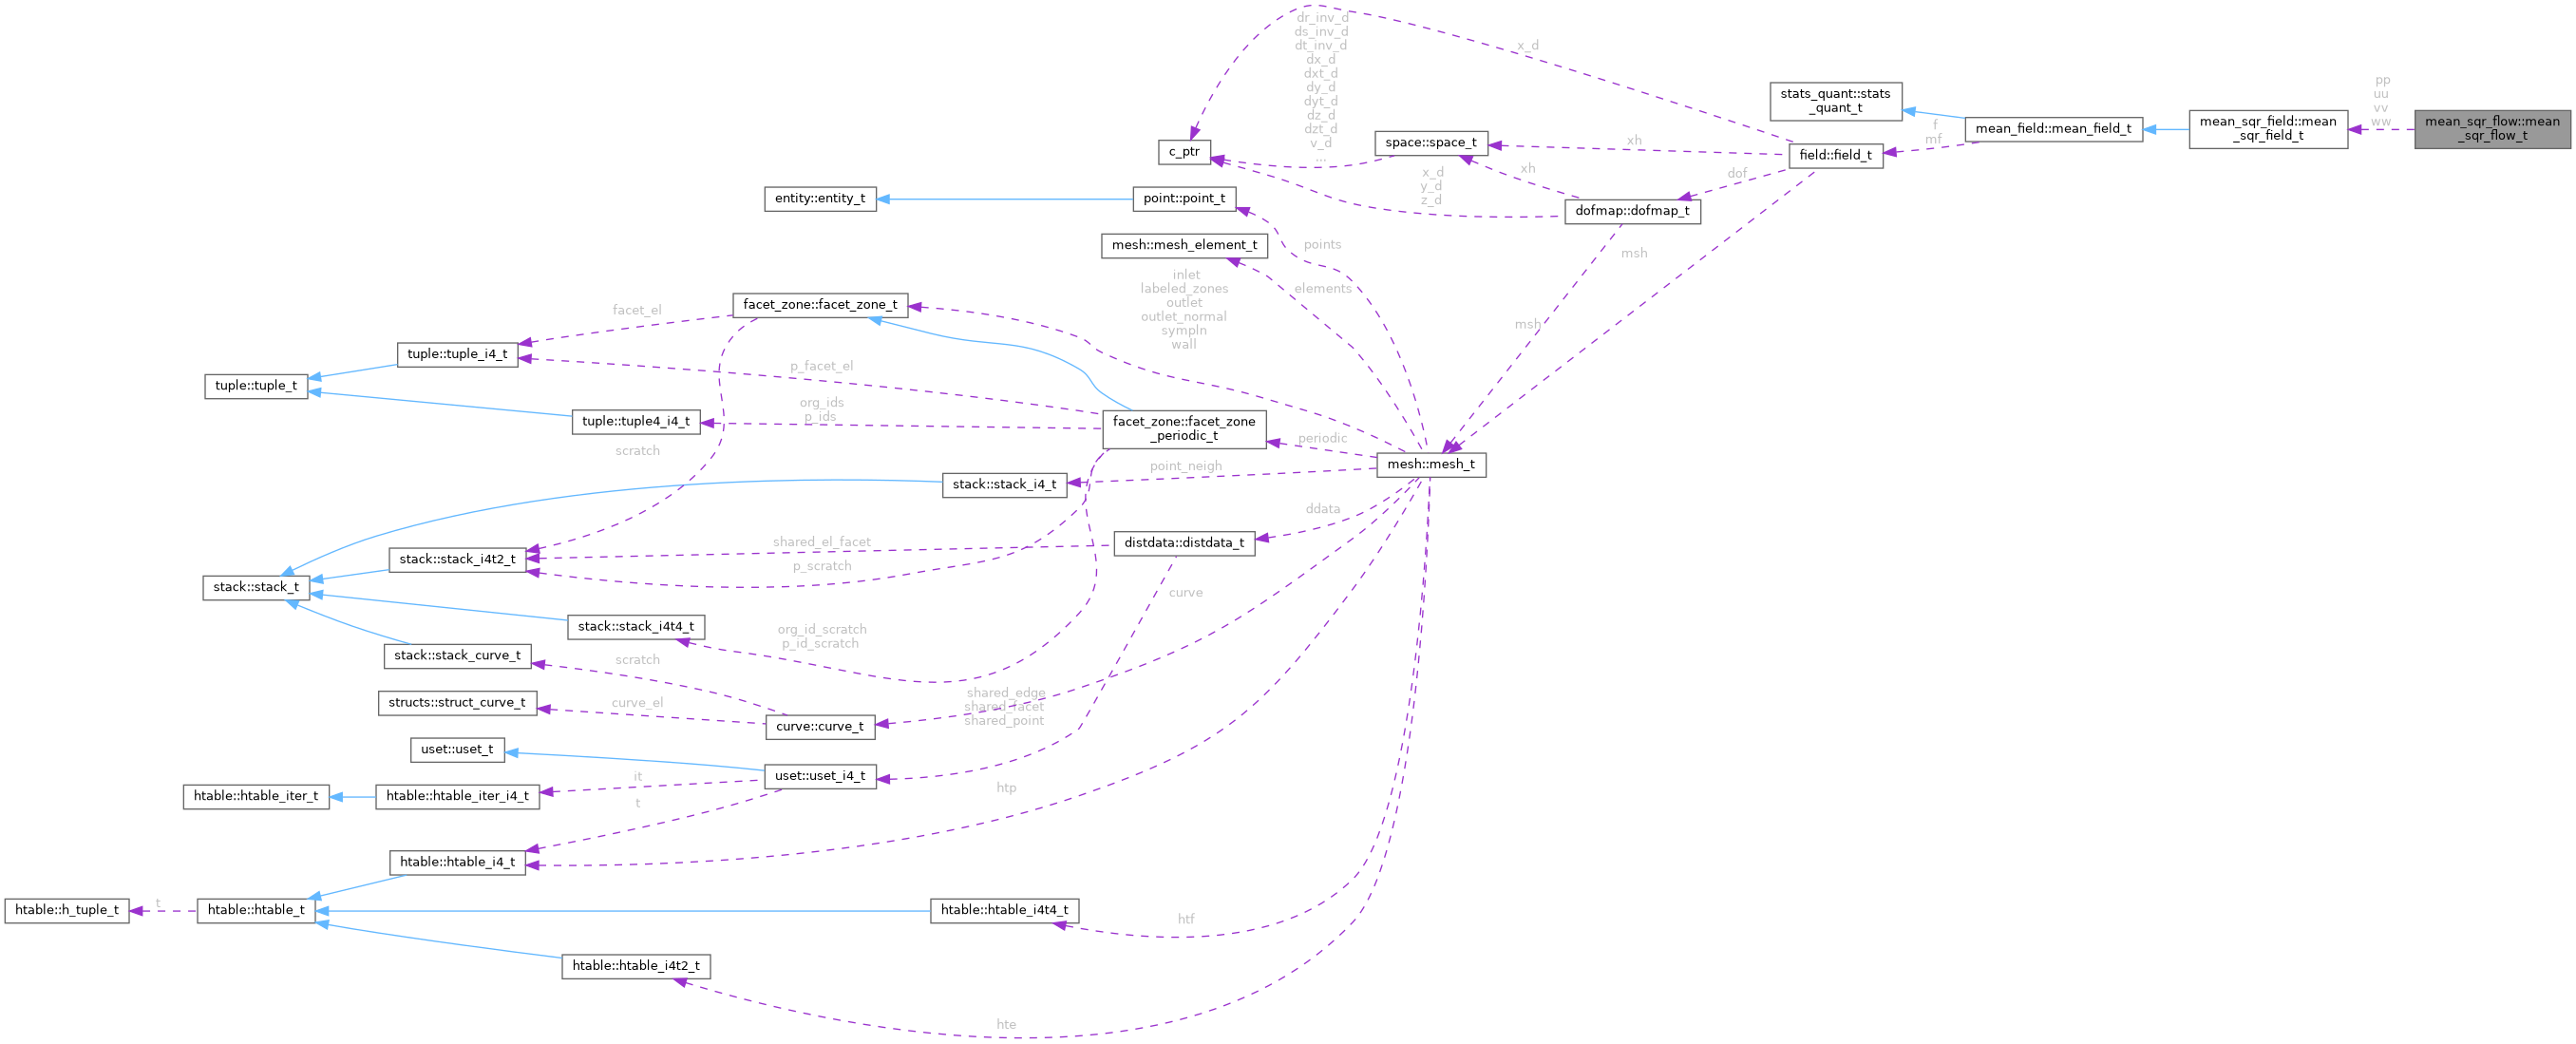 dr_inv_d
ds_inv_d
dt_inv_d
dx_d
dxt_d
dy_d
dyt_d
dz_d
dzt_d
v_d
...
x_d
stats_quant::stats
_quant_t
pp
uu
vv
ww
mean_sqr_flow::mean
_sqr_flow_t
mean_sqr_field::mean
_sqr_field_t
mean_field::mean_field_t
f
mf
c_ptr
space::space_t
xh
field::field_t
xh
dof
x_d
y_d
z_d
dofmap::dofmap_t
entity::entity_t
point::point_t
mesh::mesh_element_t
points
msh
inlet
labeled_zones
outlet
outlet_normal
sympln
wall
elements
msh
facet_zone::facet_zone_t
facet_el
tuple::tuple_i4_t
p_facet_el
tuple::tuple_t
org_ids
p_ids
tuple::tuple4_i4_t
facet_zone::facet_zone
_periodic_t
periodic
scratch
point_neigh
mesh::mesh_t
stack::stack_i4_t
ddata
shared_el_facet
distdata::distdata_t
stack::stack_i4t2_t
p_scratch
stack::stack_t
curve
stack::stack_i4t4_t
org_id_scratch
p_id_scratch
stack::stack_curve_t
scratch
structs::struct_curve_t
curve_el
shared_edge
shared_facet
shared_point
curve::curve_t
uset::uset_t
uset::uset_i4_t
it
htable::htable_iter_t
htable::htable_iter_i4_t
t
htp
htable::htable_i4_t
htable::h_tuple_t
t
htable::htable_t
htable::htable_i4t4_t
htf
htable::htable_i4t2_t
hte